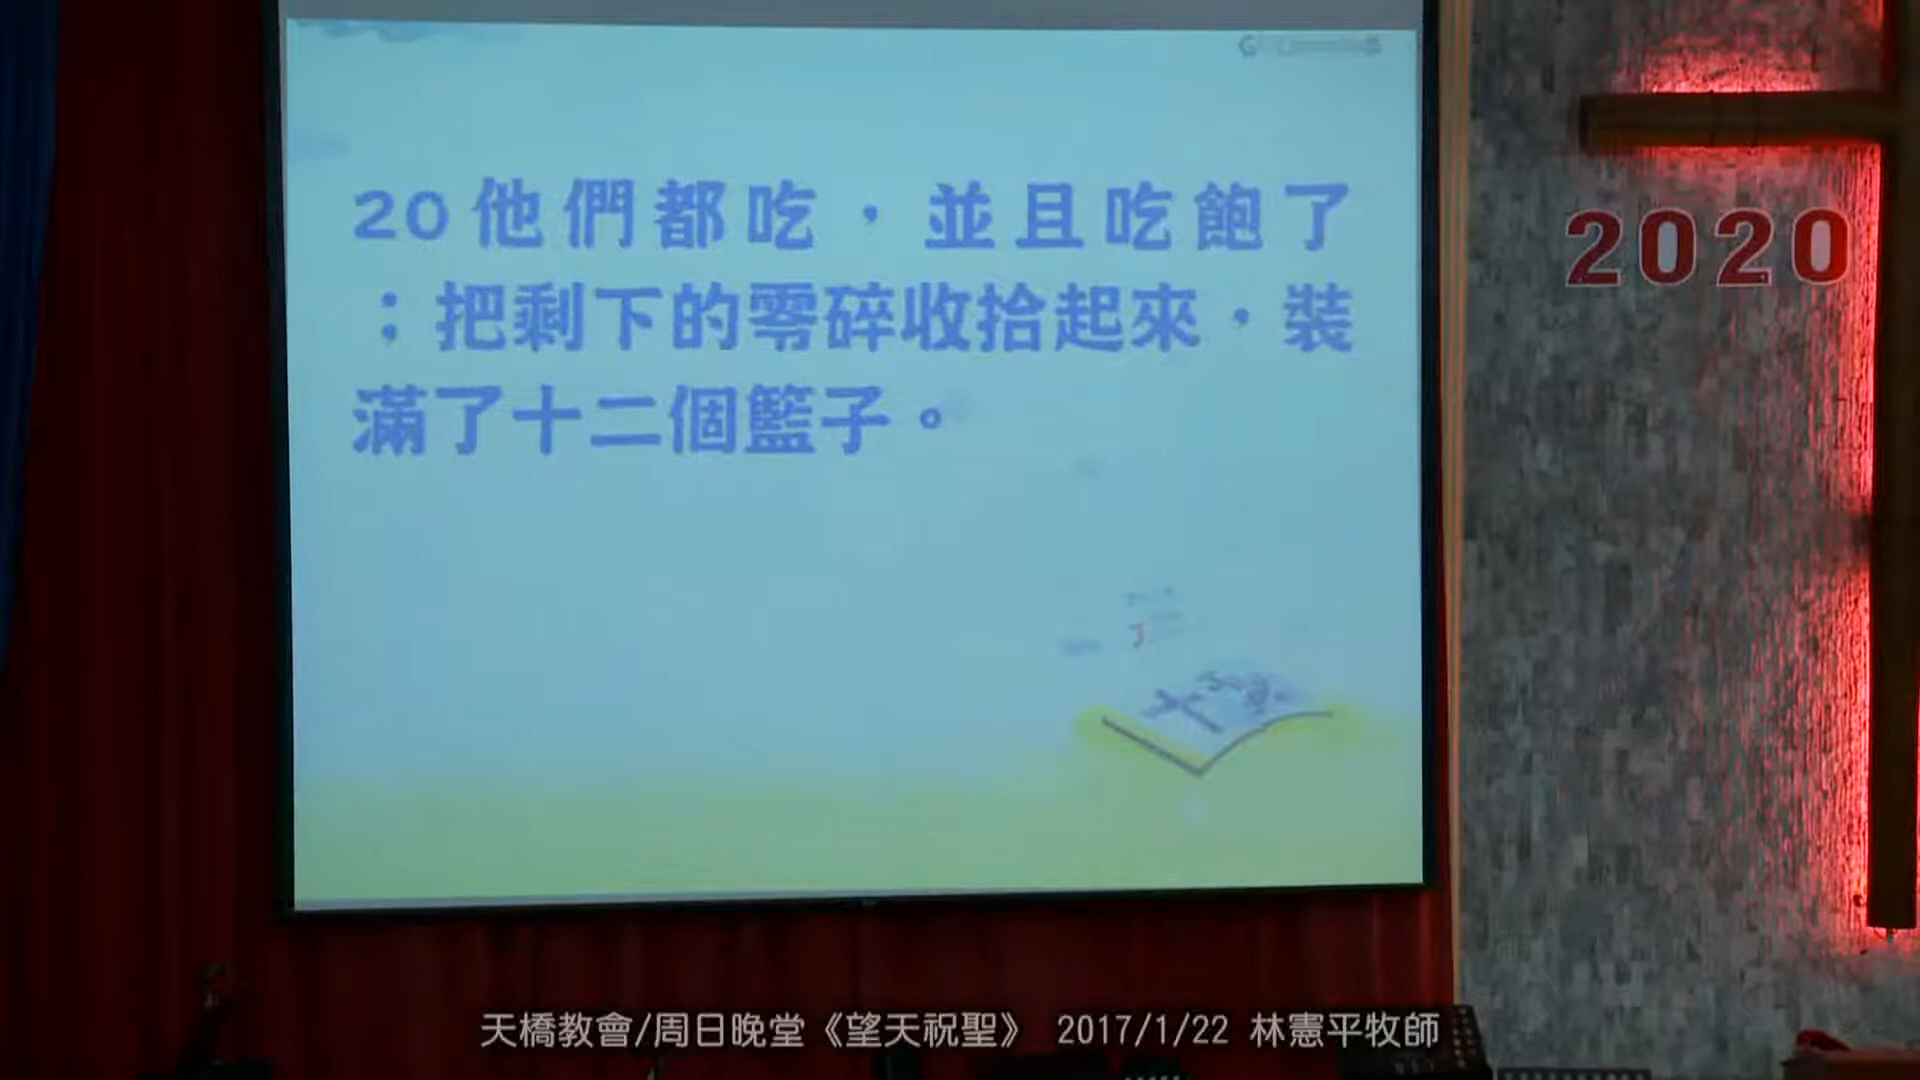 20他們都吃，並且吃飽了
；把剩下的零碎收拾起來，裝
滿了十二個籃子。
2020
天橋教會/周日晚堂《望天祝聖》 2017/1/22 林憲平牧師